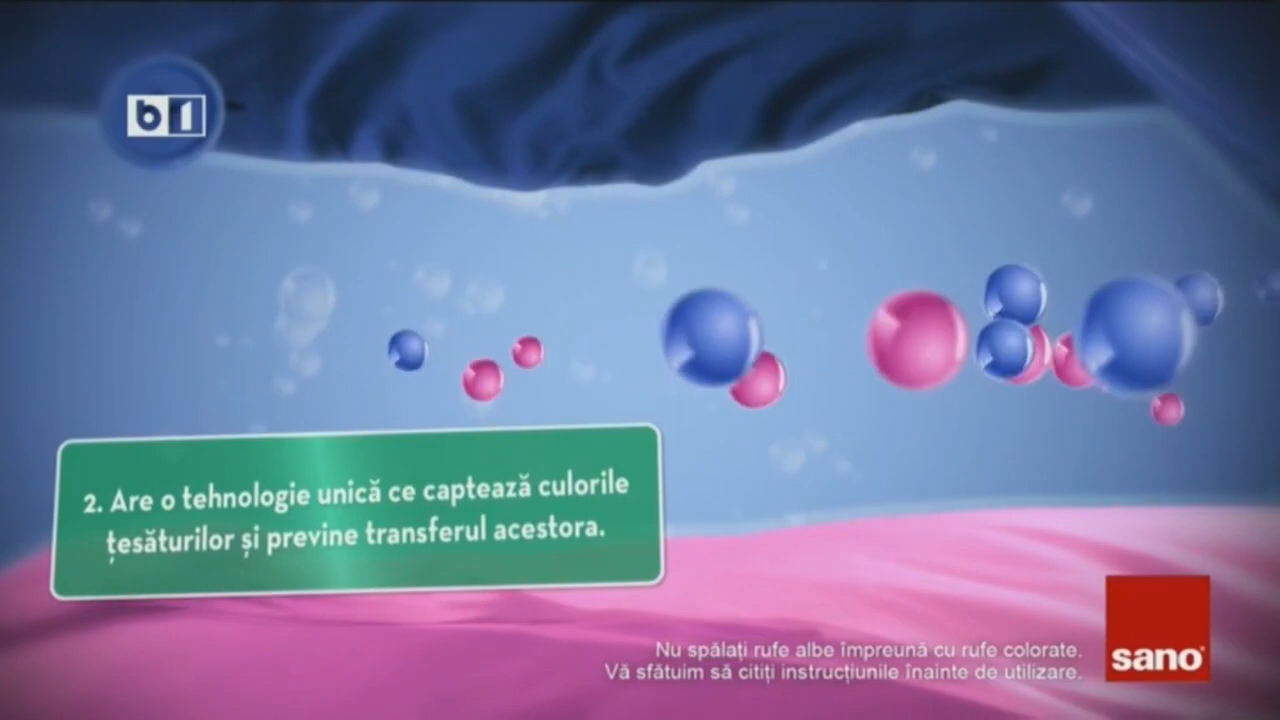 b1
2. Are o tehnologie unică ce captează culorile
țesăturilor și previne transferul acestora.
Nu spălați rufe albe împreună cu rufe colorate.
Vă sfătuim să citiți instrucțiunile înainte de utilizare.
sano